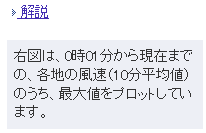 解説
右図は、0時01分から現在まで
の、各地の風速(10分平均値)
のうち、最大値をプロットしてい
ます。